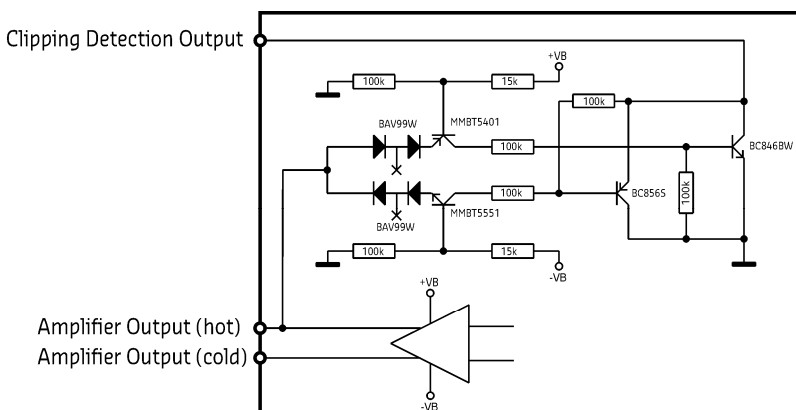 Clipping Detection Output
+VB
100k
15k
100k
BAV99W
MMBT5401
100k
BC846BW
100k
BC856S
100k
MMBT5551
BAV99W
100k
15k
-VB
+VB
Amplifier Output (hot)
Amplifier Output (cold)
-VB